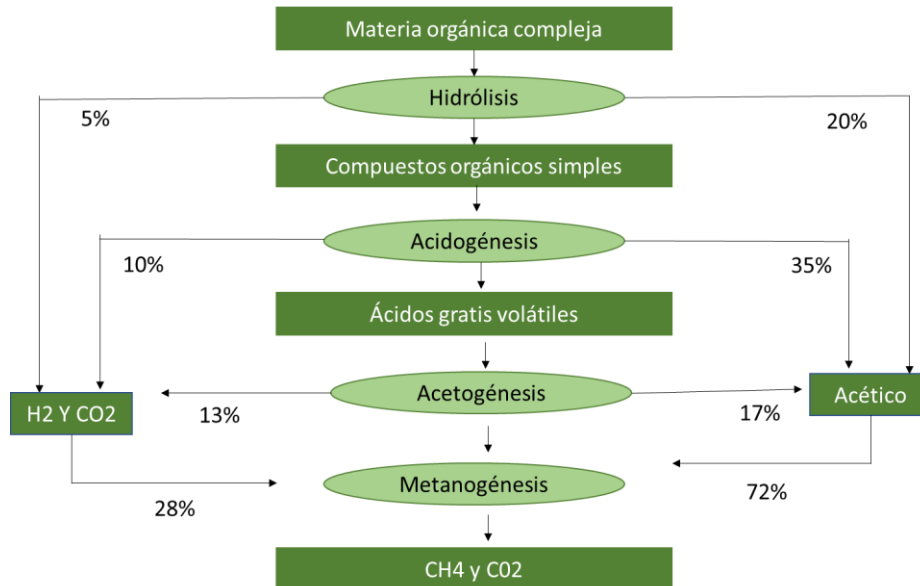 Materia orgánica compleja
Hidrólisis
5%
20%
Compuestos orgánicos simples
Acidogénesis
10%
35%
Ácidos gratis volátiles
Acetogénesis
H2 Y CO2
13%
17%
Acético
Metanogénesis
28%
72%
CH4 y C02